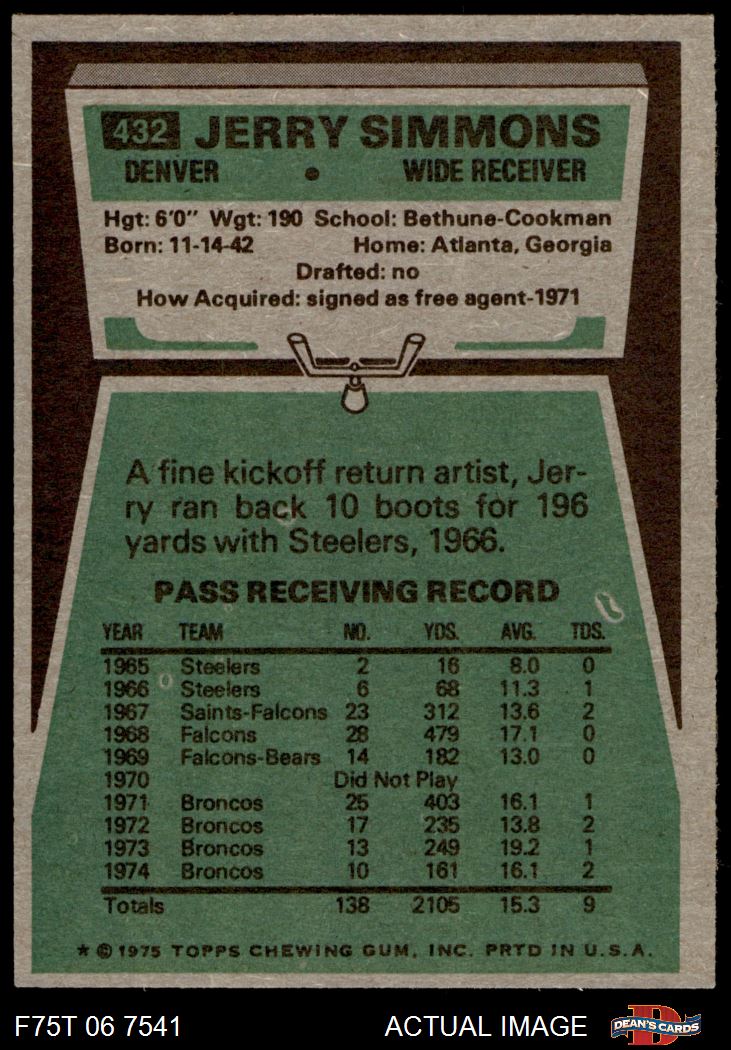 432 JERRY SIMMONS
DENVER • WIDE RECEIVER
Hgt: 6'0" Wgt: 190 School: Bethune-Cookman
Born: 11-14-42 Home: Atlanta, Georgia
Drafted: no
How Acquired: signed as free agent-1971
A fine kickoff return artist, Jer-
ry ran back 10 boots for 196
yards with Steelers, 1966.
PASS RECEIVING RECORD
YEAR TEAM NO. YDS. AVG. TDS.
1965 Steelers 2 16 8.0 0
1966 Steelers 6 68 11.3 1
1967 Saints-Falcons 23 312 13.6 2
1968 Falcons 28 479 17.1 0
1969 Falcons-Bears 14 182 13.0 0
1970 Did Not Play
1971 Broncos 25 403 16.1 1
1972 Broncos 17 235 13.8 2
1973 Broncos 13 249 19.2 1
1974 Broncos 10 161 16.1 2
Totals 138 2105 15.3 9
* © 1975 TOPPS CHEWING GUM, INC. PRTD IN U.S.A.
F75T 06 7541 ACTUAL IMAGE D DEAN'S CARDS